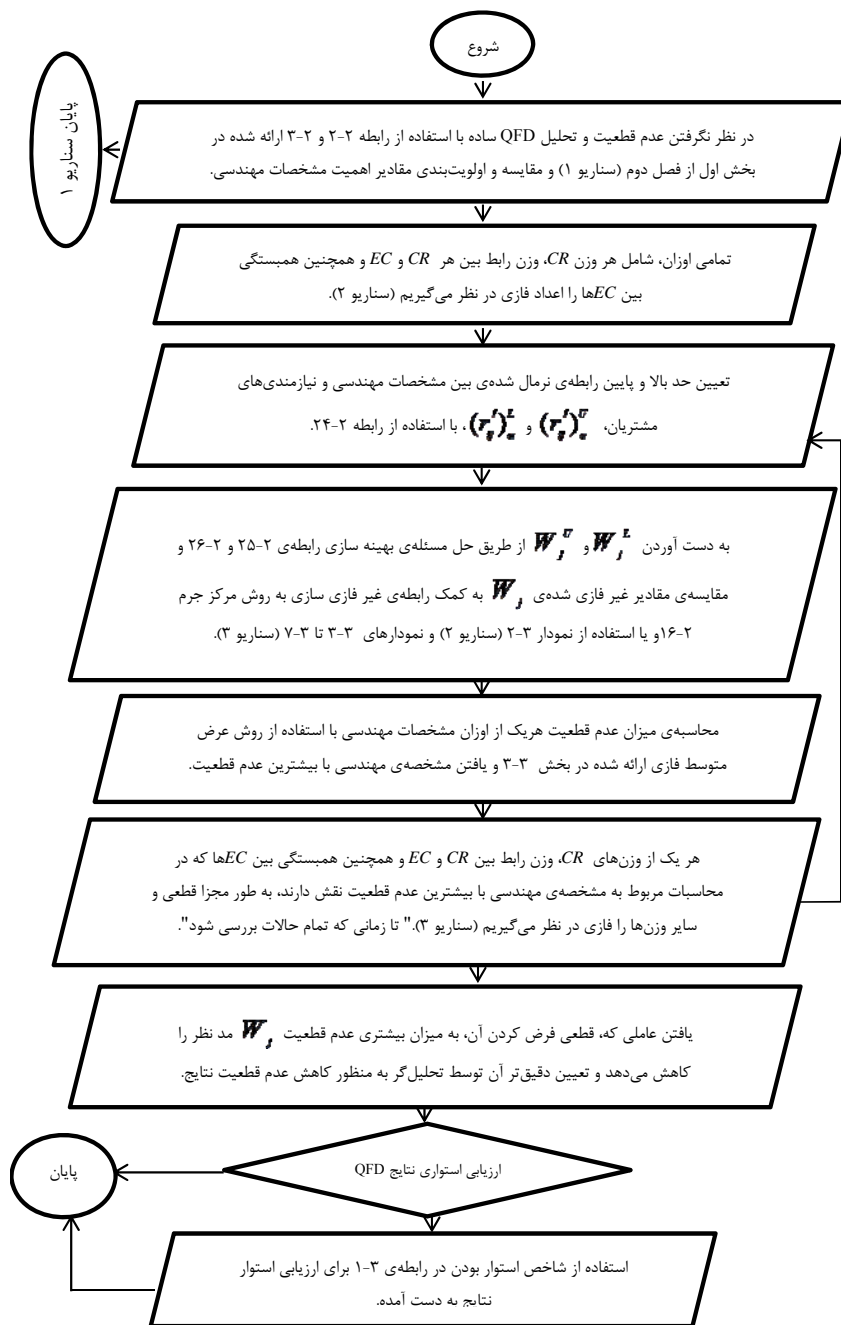 شروع
پایان سناریو ۱
در نظر نگرفتن عدم قطعیت و تحلیل QFD ساده با استفاده از رابطه ۲-۲ و ۲-۳ ارائه شده در
بخش اول از فصل دوم (سناریو ۱) و مقایسه و اولویت‌بندی مقادیر اهمیت مشخصات مهندسی.
تمامی اوزان، شامل هر وزن CR، وزن رابط بین هر CR و EC و همچنین همبستگی
بین ECها را اعداد فازی در نظر می‌گیریم (سناریو ۲).
تعیین حد بالا و پایین رابطه‌ی نرمال شده‌ی بین مشخصات مهندسی و نیازمندی‌های
مشتریان، (r'_ij)_α^U و (r'_ij)_α^L، با استفاده از رابطه ۲-۲۴.
به دست آوردن W_j^L و W_j^U از طریق حل مسئله‌ی بهینه سازی رابطه‌ی ۲-۲۵ و ۲-۲۶ و
مقایسه‌ی مقادیر غیر فازی شده‌ی W_j به کمک رابطه‌ی غیر فازی سازی به روش مرکز جرم
۲-۱۶و یا استفاده از نمودار ۳-۲ (سناریو ۲) و نمودارهای ۳-۳ تا ۳-۷ (سناریو ۳).
محاسبه‌ی میزان عدم قطعیت هریک از اوزان مشخصات مهندسی با استفاده از روش عرض
متوسط فازی ارائه شده در بخش ۳-۳ و یافتن مشخصه‌ی مهندسی با بیشترین عدم قطعیت.
هر یک از وزن‌های CR، وزن رابط بین CR و EC و همچنین همبستگی بین ECها که در
محاسبات مربوط به مشخصه‌ی مهندسی با بیشترین عدم قطعیت نقش دارند، به طور مجزا قطعی و
سایر وزن‌ها را فازی در نظر می‌گیریم (سناریو ۳)." تا زمانی که تمام حالات بررسی شود".
یافتن عاملی که، قطعی فرض کردن آن، به میزان بیشتری عدم قطعیت W_j مد نظر را
کاهش می‌دهد و تعیین دقیق‌تر آن توسط تحلیل‌گر به منظور کاهش عدم قطعیت نتایج.
ارزیابی استواری نتایج QFD
پایان
استفاده از شاخص استوار بودن در رابطه‌ی ۳-۱ برای ارزیابی استوار
نتایج به دست آمده.